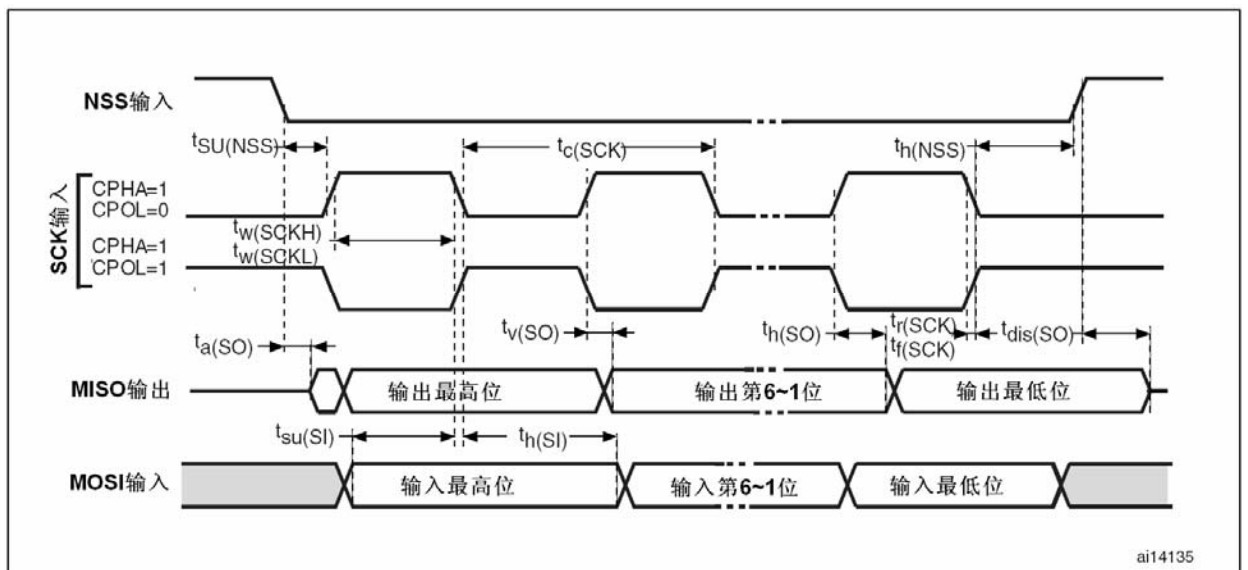 NSS输入
tSU(NSS)
tc(SCK)
th(NSS)
SCK输入
CPHA=1
CPOL=0
tw(SCKH)
tw(SCKL)
CPHA=1
CPOL=1
ta(SO)
tv(SO)
th(SO)
tr(SCK)
tf(SCK)
tdis(SO)
MISO输出
输出最高位
输出第6~1位
输出最低位
tsu(SI)
th(SI)
MOSI输入
输入最高位
输入第6~1位
输入最低位
ai14135